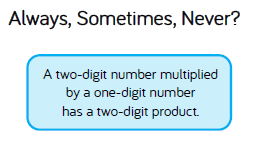 Always, Sometimes, Never?
A two-digit number multiplied
by a one-digit number
has a two-digit product.